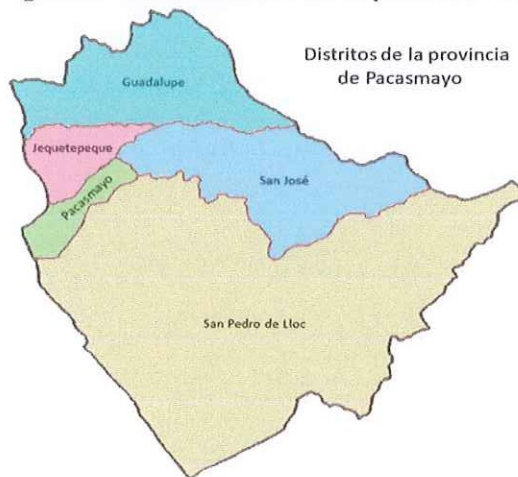 Distritos de la provincia
de Pacasmayo
Guadalupe
Jequetepeque
San José
Pacasmayo
San Pedro de Lloc